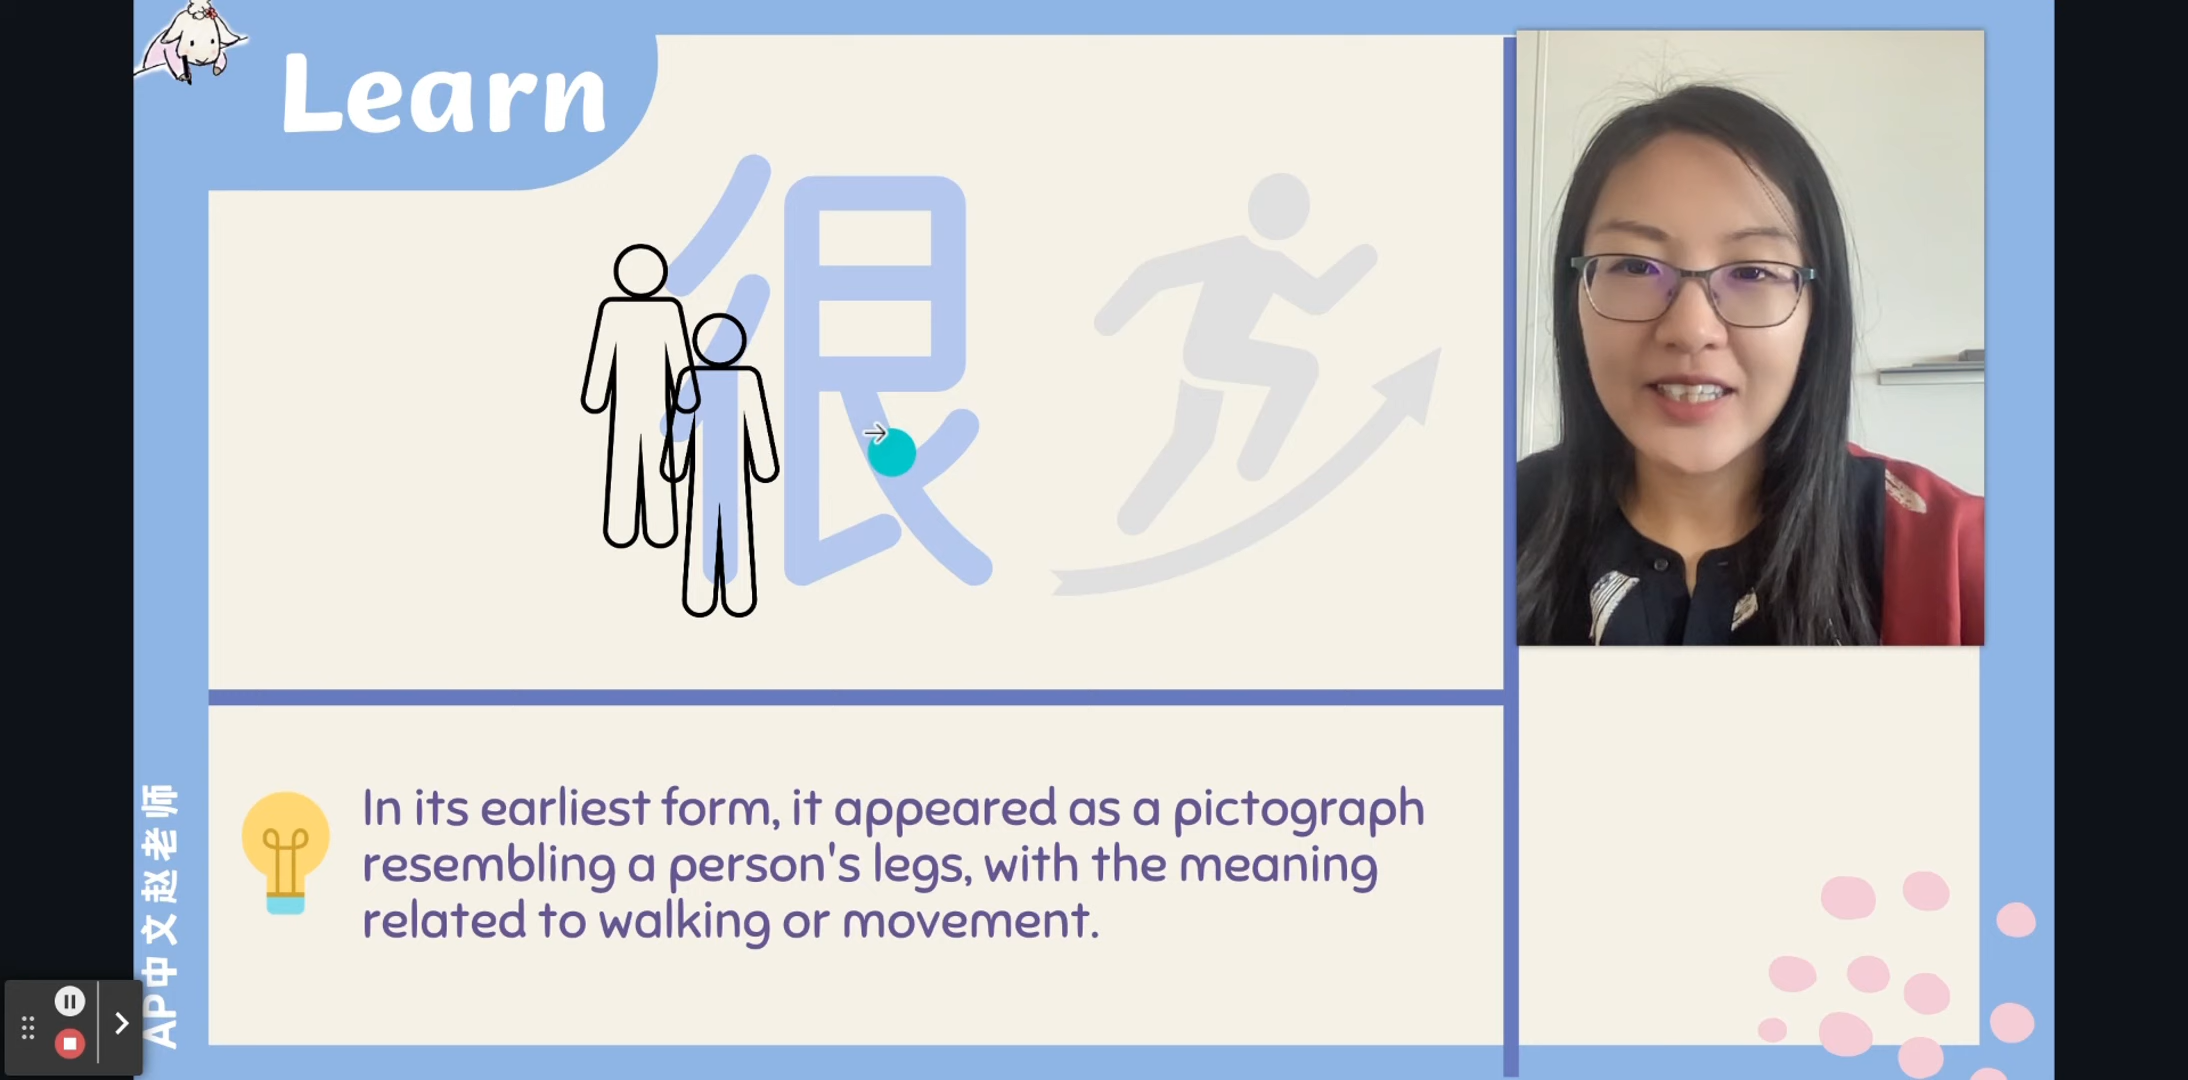 Learn
很
In its earliest form, it appeared as a pictograph
resembling a person's legs, with the meaning
related to walking or movement.
AP中文赵老师